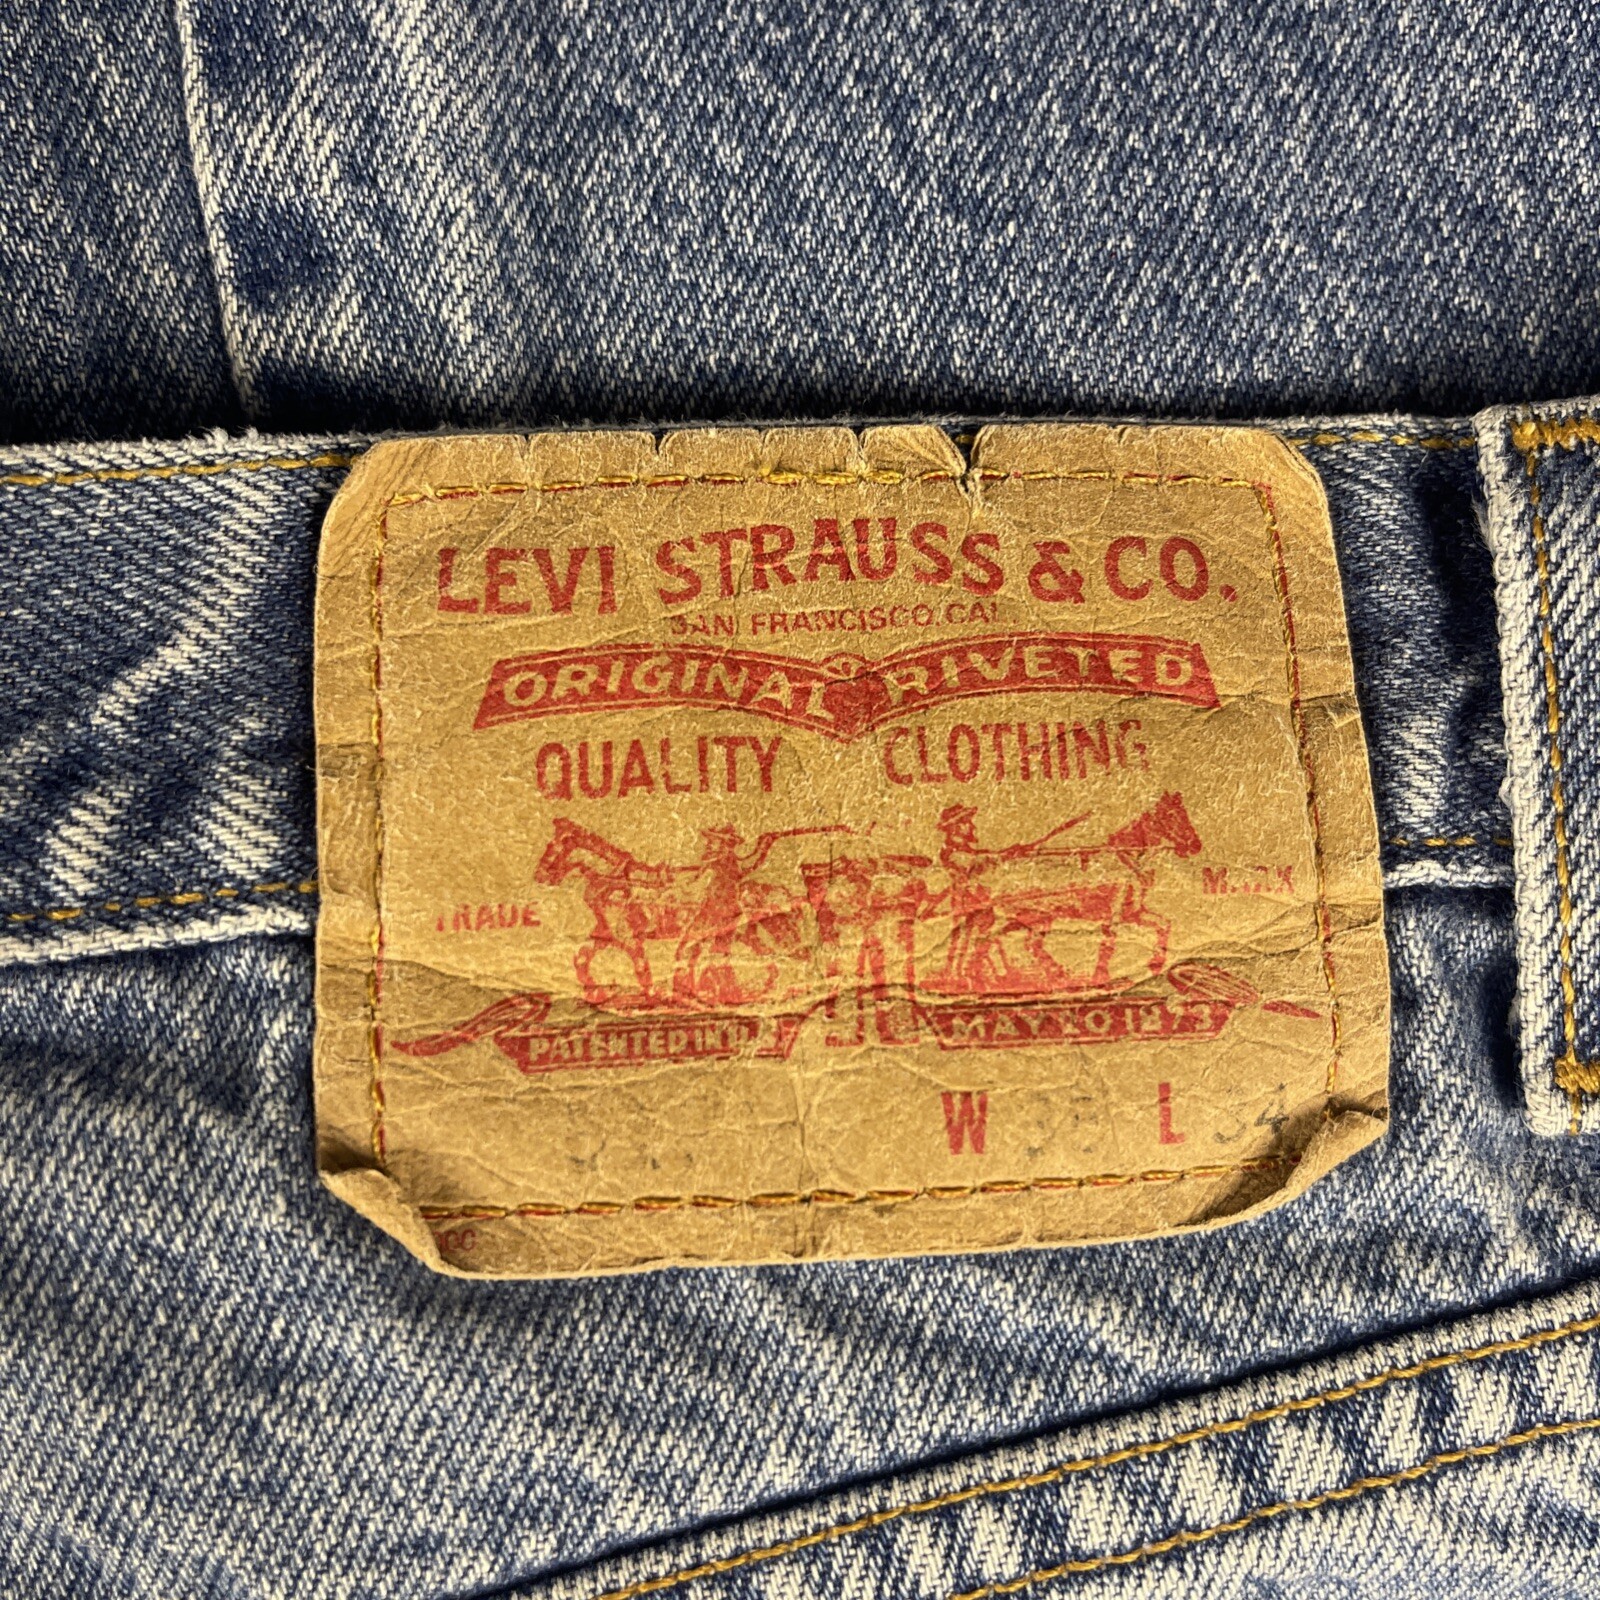 LEVI STRAUSS & CO.
SAN FRANCISCO, CAL.
ORIGINAL RIVETED
QUALITY CLOTHING
TRADE MARK
PATENTED IN U.S. MAY 20 1873
W L 34